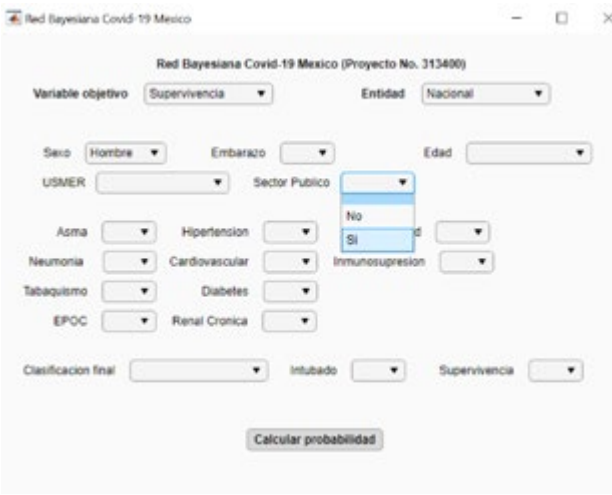 Red Bayesiana Covid-19 Mexico
Red Bayesiana Covid-19 Mexico (Proyecto No. 313400)
Variable objetivo Supervivencia Entidad Nacional
Sexo Hombre Embarazo Edad
USMER Sector Publico
No
Asma Hipertension d
Si
Neumonia Cardiovascular Inmunosupresion
Tabaquismo Diabetes
EPOC Renal Cronica
Clasificacion final Intubado Supervivencia
Calcular probabilidad